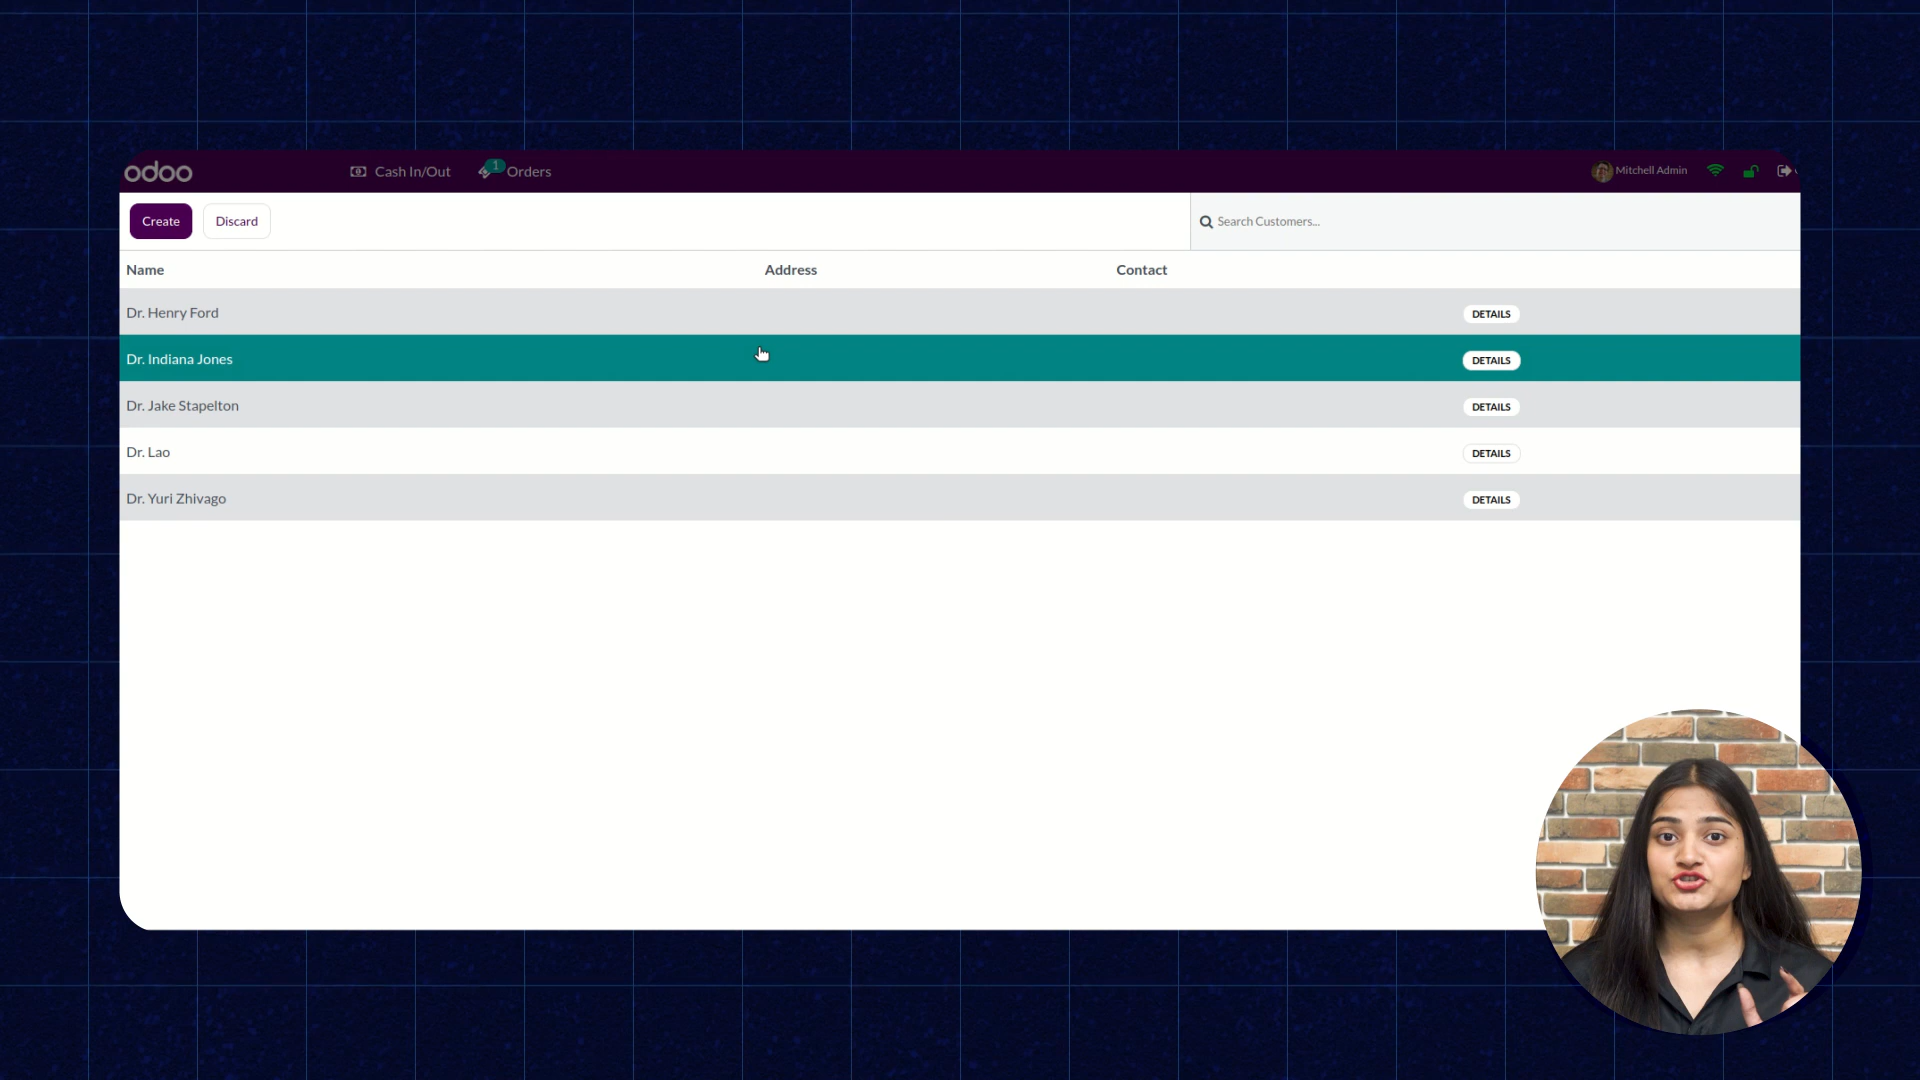 odoo Cash In/Out 1 Orders Mitchell Admin
Create Discard Search Customers...
Name Address Contact
Dr. Henry Ford DETAILS
Dr. Indiana Jones DETAILS
Dr. Jake Stapelton DETAILS
Dr. Lao DETAILS
Dr. Yuri Zhivago DETAILS